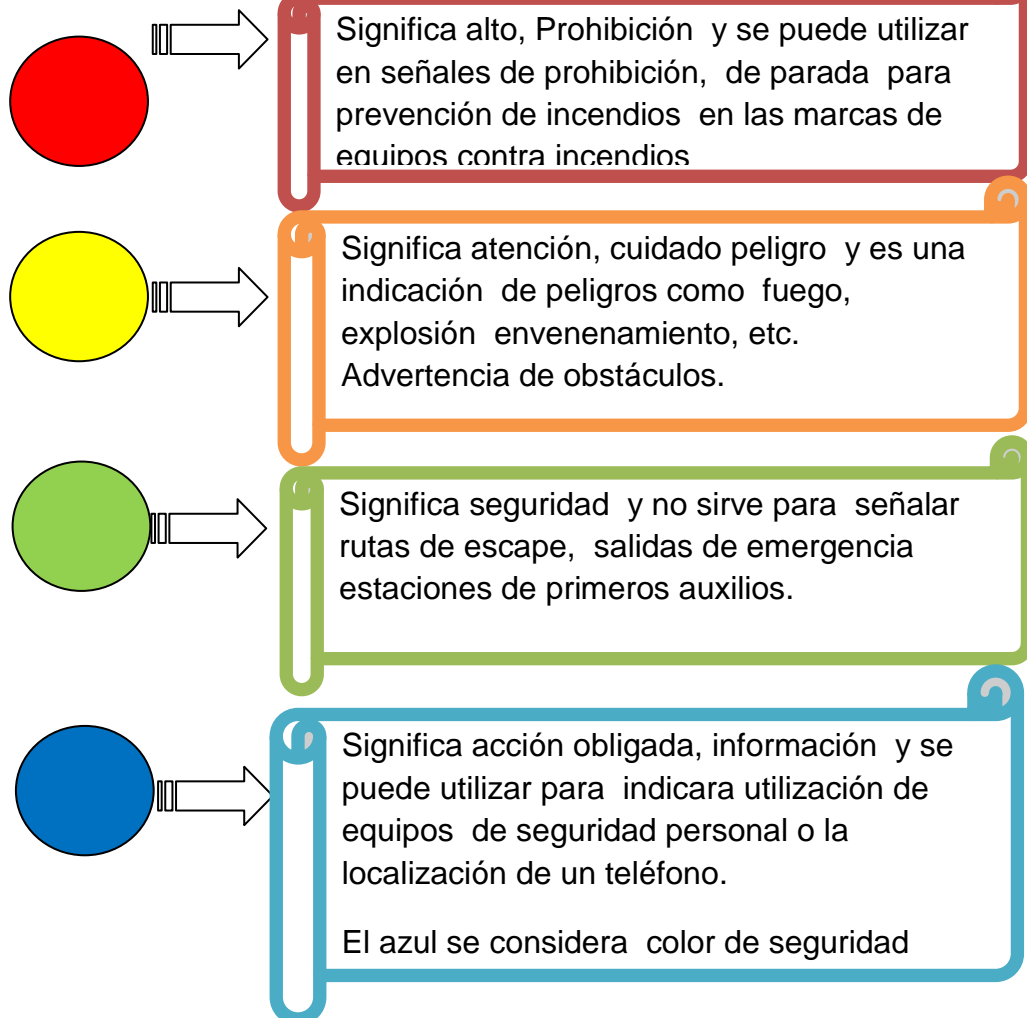 Significa alto, Prohibición y se puede utilizar
en señales de prohibición, de parada para
prevención de incendios en las marcas de
equipos contra incendios
Significa atención, cuidado peligro y es una
indicación de peligros como fuego,
explosión envenenamiento, etc.
Advertencia de obstáculos.
Significa seguridad y no sirve para señalar
rutas de escape, salidas de emergencia
estaciones de primeros auxilios.
Significa acción obligada, información y se
puede utilizar para indicara utilización de
equipos de seguridad personal o la
localización de un teléfono.
El azul se considera color de seguridad